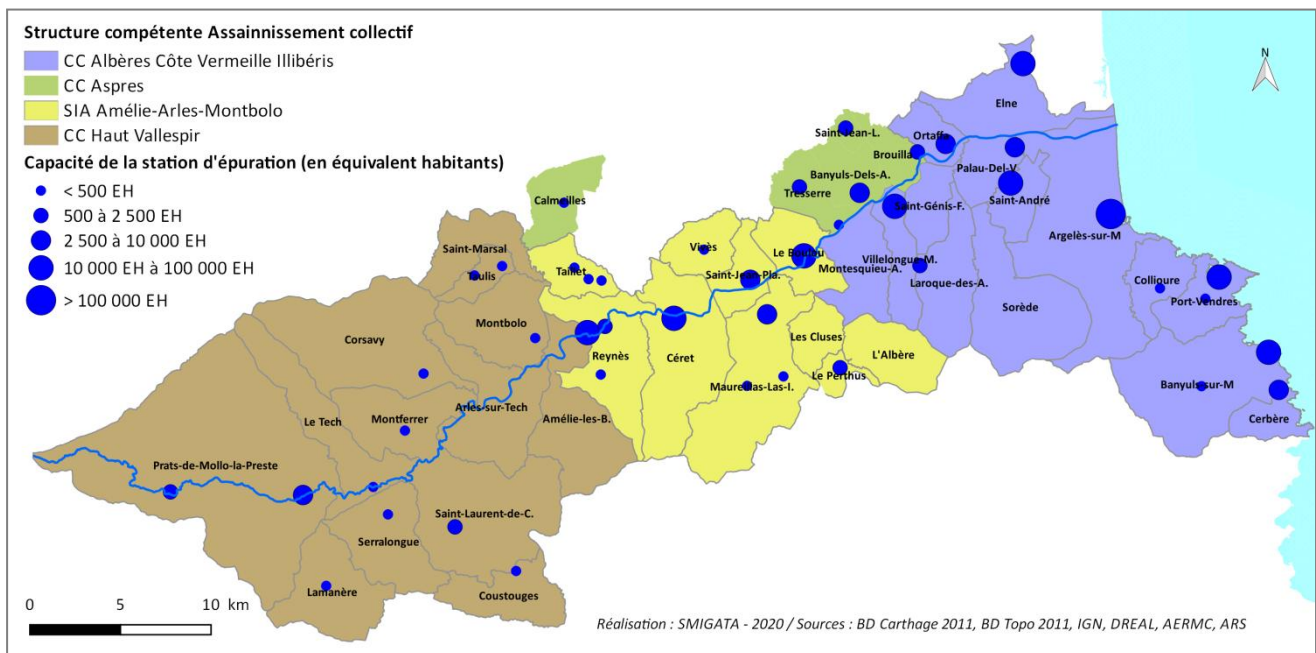 Structure compétente Assainnissement collectif
CC Albères Côte Vermeille Illibéris
CC Aspres
SIA Amélie-Arles-Montbolo
CC Haut Vallespir
Capacité de la station d'épuration (en équivalent habitants)
< 500 EH
500 à 2 500 EH
2 500 à 10 000 EH
10 000 EH à 100 000 EH
> 100 000 EH
N
Elne
Saint-Jean-L.
Ortaffa
Brouilla
Palau-Del-V.
Banyuls-Dels-A.
Tresserre
Saint-André
Calmeilles
Saint-Génis-F.
Argelès-sur-M
Saint-Marsal
Vivès
Le Boulou
Taulis
Taillet
Saint-Jean-Pla.
Villelongue-M.
Montesquieu-A.
Laroque-des-A.
Collioure
Port-Vendres
Sorède
Montbolo
Corsavy
Reynès
Céret
Les Cluses
L'Albère
Le Perthus
Maureillas-Las-I.
Banyuls-sur-M
Arles-sur-Tech
Le Tech
Montferrer
Amélie-les-B.
Cerbère
Prats-de-Mollo-la-Preste
Saint-Laurent-de-C.
Serralongue
Lamanère
Coustouges
0 5 10 km
Réalisation : SMIGATA - 2020 / Sources : BD Carthage 2011, BD Topo 2011, IGN, DREAL, AERMC, ARS